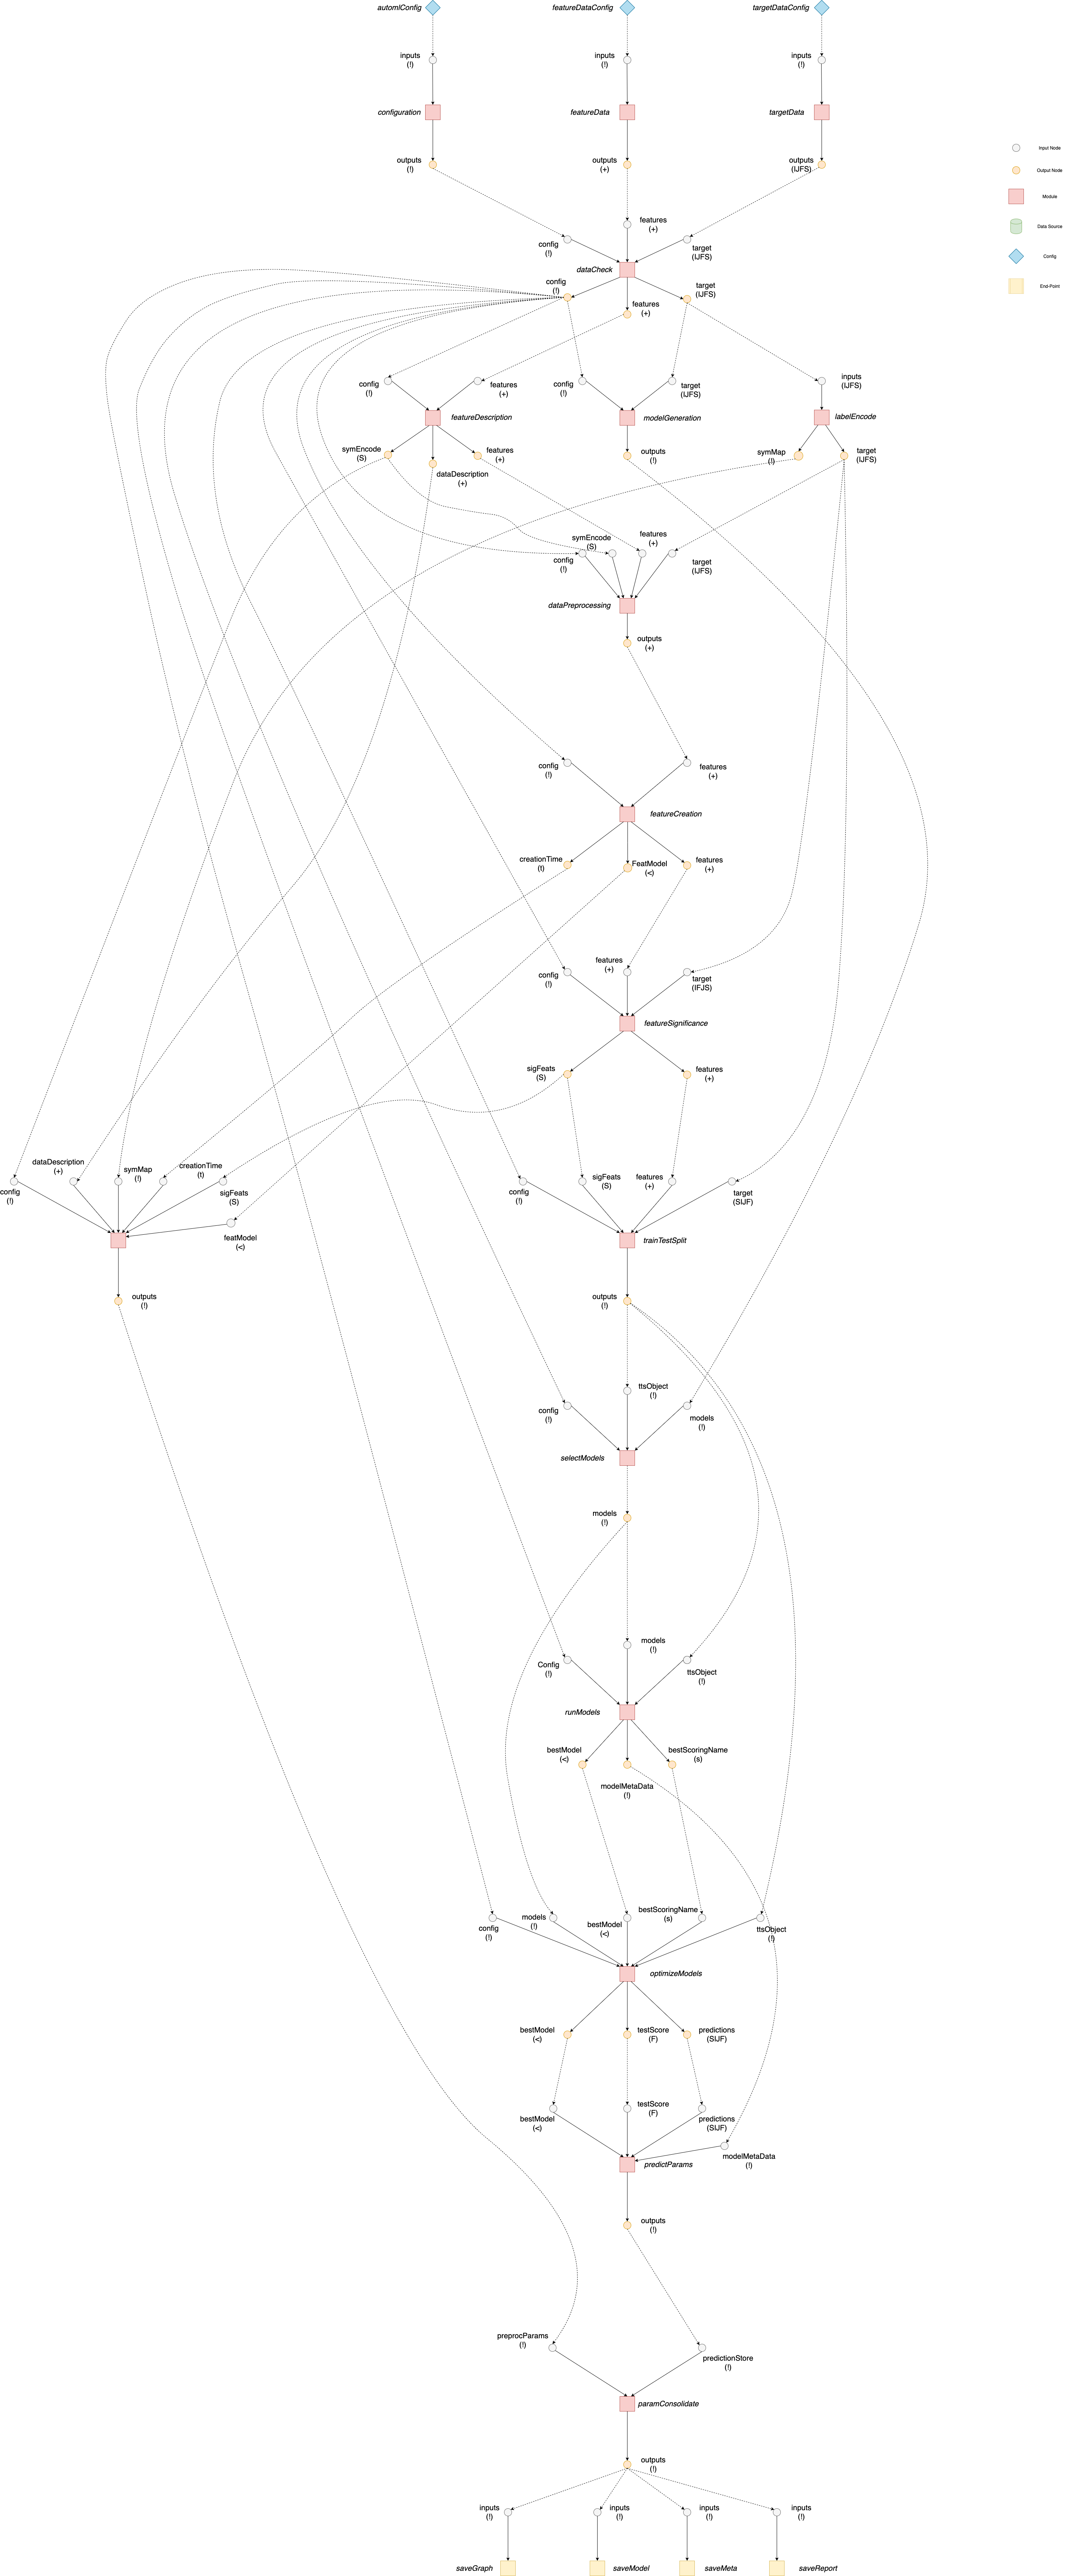 automlConfig
featureDataConfig
targetDataConfig
inputs
(!)
inputs
(!)
inputs
(!)
configuration
featureData
targetData
Input Node
Output Node
Module
Data Source
Config
End-Point
outputs
(!)
outputs
(+)
outputs
(IJFS)
features
(+)
config
(!)
target
(IJFS)
dataCheck
config
(!)
features
(+)
target
(IJFS)
config
(!)
features
(+)
config
(!)
target
(IJFS)
inputs
(IJFS)
featureDescription
modelGeneration
labelEncode
symEncode
(S)
dataDescription
(+)
features
(+)
outputs
(!)
symMap
(!)
target
(IJFS)
config
(!)
symEncode
(S)
features
(+)
target
(IJFS)
dataPreprocessing
outputs
(+)
config
(!)
features
(+)
featureCreation
creationTime
(t)
FeatModel
(<)
features
(+)
config
(!)
features
(+)
target
(IFJS)
featureSignificance
sigFeats
(S)
features
(+)
config
(!)
dataDescription
(+)
symMap
(!)
creationTime
(t)
sigFeats
(S)
featModel
(<)
config
(!)
sigFeats
(S)
features
(+)
target
(SIJF)
trainTestSplit
outputs
(!)
outputs
(!)
config
(!)
ttsObject
(!)
models
(!)
selectModels
models
(!)
Config
(!)
models
(!)
ttsObject
(!)
runModels
bestModel
(<)
modelMetaData
(!)
bestScoringName
(s)
config
(!)
models
(!)
bestModel
(<)
bestScoringName
(s)
ttsObject
(!)
optimizeModels
bestModel
(<)
testScore
(F)
predictions
(SIJF)
bestModel
(<)
testScore
(F)
predictions
(SIJF)
modelMetaData
(!)
predictParams
outputs
(!)
preprocParams
(!)
predictionStore
(!)
paramConsolidate
outputs
(!)
inputs
(!)
inputs
(!)
inputs
(!)
inputs
(!)
saveGraph
saveModel
saveMeta
saveReport